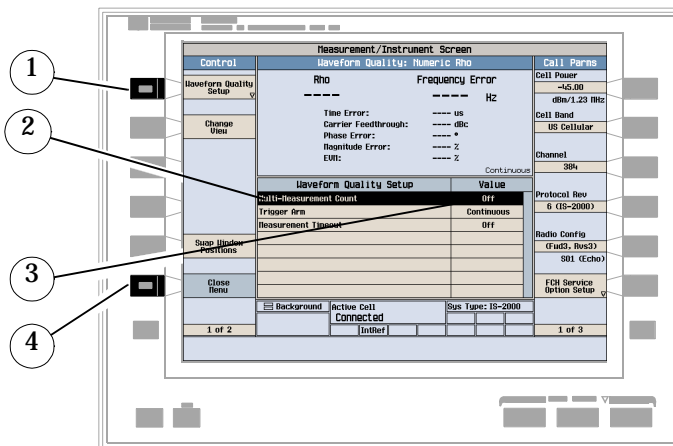 Measurement/Instrument Screen
Control
Waveform Quality: Numeric Rho
Call Parms
1
Waveform Quality
Setup
Rho
Frequency Error
----
---- Hz
Cell Power
-45.00
dBm/1.23 MHz
2
Change
View
Time Error: ---- us
Carrier Feedthrough: ---- dBc
Phase Error: ---- °
Magnitude Error: ---- %
EVM: ---- %
Continuous
Cell Band
US Cellular
Channel
384
Waveform Quality Setup
Value
Multi-Measurement Count
Off
Trigger Arm
Continuous
Measurement Timeout
Off
Protocol Rev
6 (IS-2000)
3
Swap Window
Positions
Radio Config
(Fwd3, Rvs3)
SO1 (Echo)
4
Close
Menu
FCH Service
Option Setup
Background
Active Cell
Connected
Sys Type: IS-2000
IntRef
1 of 2
1 of 3